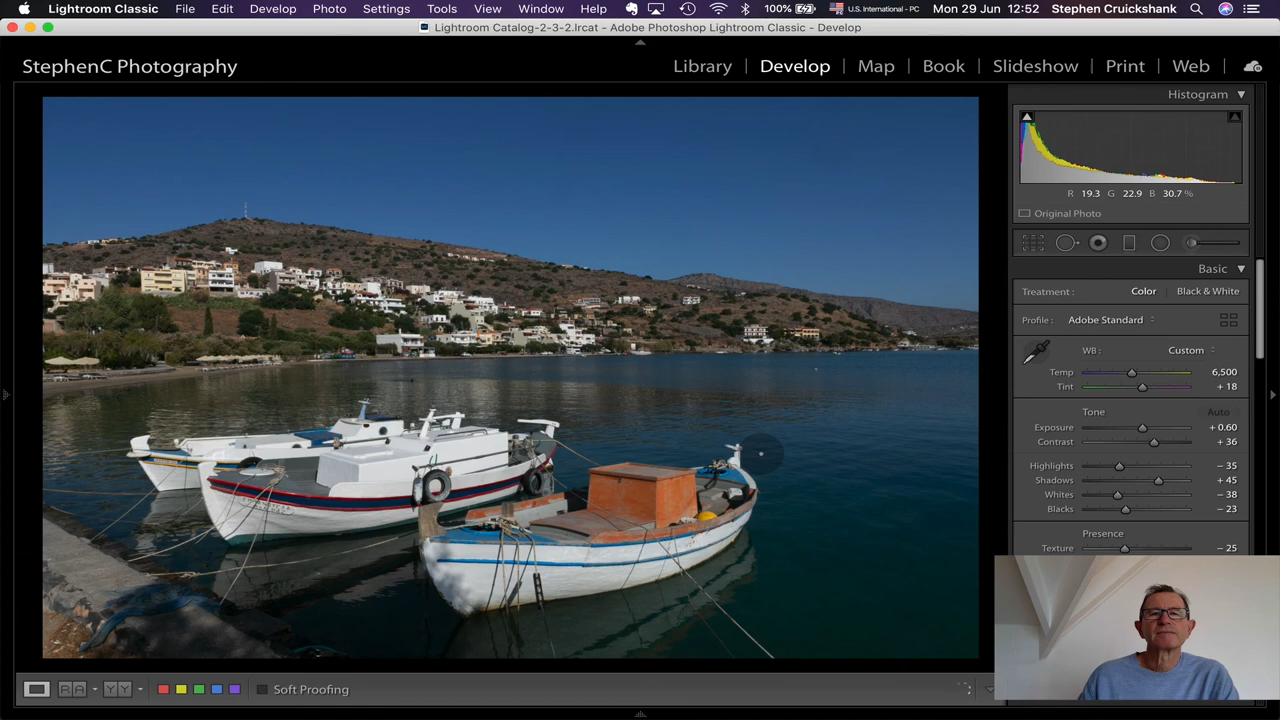 Lightroom Classic File Edit Develop Photo Settings Tools View Window Help 100% U.S. International - PC Mon 29 Jun 12:52 Stephen Cruickshank
Lightroom Catalog-2-3-2.lrcat - Adobe Photoshop Lightroom Classic - Develop
StephenC Photography Library | Develop | Map | Book | Slideshow | Print | Web
Histogram
R 19.3 G 22.9 B 30.7 %
Original Photo
Basic
Treatment : Color Black & White
Profile : Adobe Standard
WB : Custom
Temp 6,500
Tint + 18
Tone Auto
Exposure + 0.60
Contrast + 36
Highlights – 35
Shadows + 45
Whites – 38
Blacks – 23
Presence
Texture – 25
R A Y Y Soft Proofing